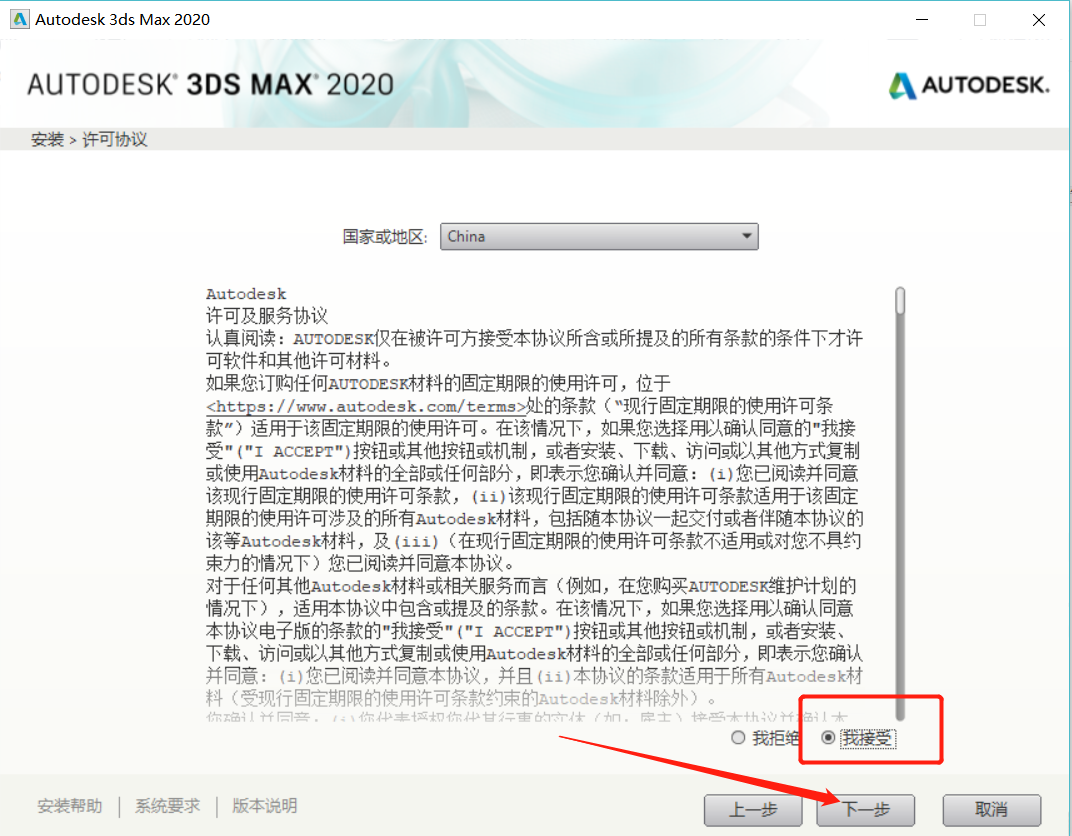 Autodesk 3ds Max 2020
AUTODESK® 3DS MAX® 2020
AUTODESK.
安装 > 许可协议
国家或地区: China
Autodesk
许可及服务协议
认真阅读：AUTODESK仅在被许可方接受本协议所含或所提及的所有条款的条件下才许
可软件和其他许可材料。
如果您订购任何AUTODESK材料的固定期限的使用许可，位于
<https://www.autodesk.com/terms>处的条款（“现行固定期限的使用许可条
款”）适用于该固定期限的使用许可。在该情况下，如果您选择用以确认同意的"我接
受"("I ACCEPT")按钮或其他按钮或机制，或者安装、下载、访问或以其他方式复制
或使用Autodesk材料的全部或任何部分，即表示您确认并同意：(i)您已阅读并同意
该现行固定期限的使用许可条款，(ii)该现行固定期限的使用许可条款适用于该固定
期限的使用许可涉及的所有Autodesk材料，包括随本协议一起交付或者伴随本协议的
该等Autodesk材料，及(iii)（在现行固定期限的使用许可条款不适用或对您不具约
束力的情况下）您已阅读并同意本协议。
对于任何其他Autodesk材料或相关服务而言（例如，在您购买AUTODESK维护计划的
情况下），适用本协议中包含或提及的条款。在该情况下，如果您选择用以确认同意
本协议电子版的条款的"我接受"("I ACCEPT")按钮或其他按钮或机制，或者安装、
下载、访问或以其他方式复制或使用Autodesk材料的全部或任何部分，即表示您确认
并同意：(i)您已阅读并同意本协议，并且(ii)本协议的条款适用于所有Autodesk材
料（受现行固定期限的使用许可条款约束的Autodesk材料除外）。
您确认并同意：(i)您代表授权您代其行事的实体（如：雇主）接受本协议并确认本
我拒绝 我接受
安装帮助 | 系统要求 | 版本说明 上一步 下一步 取消